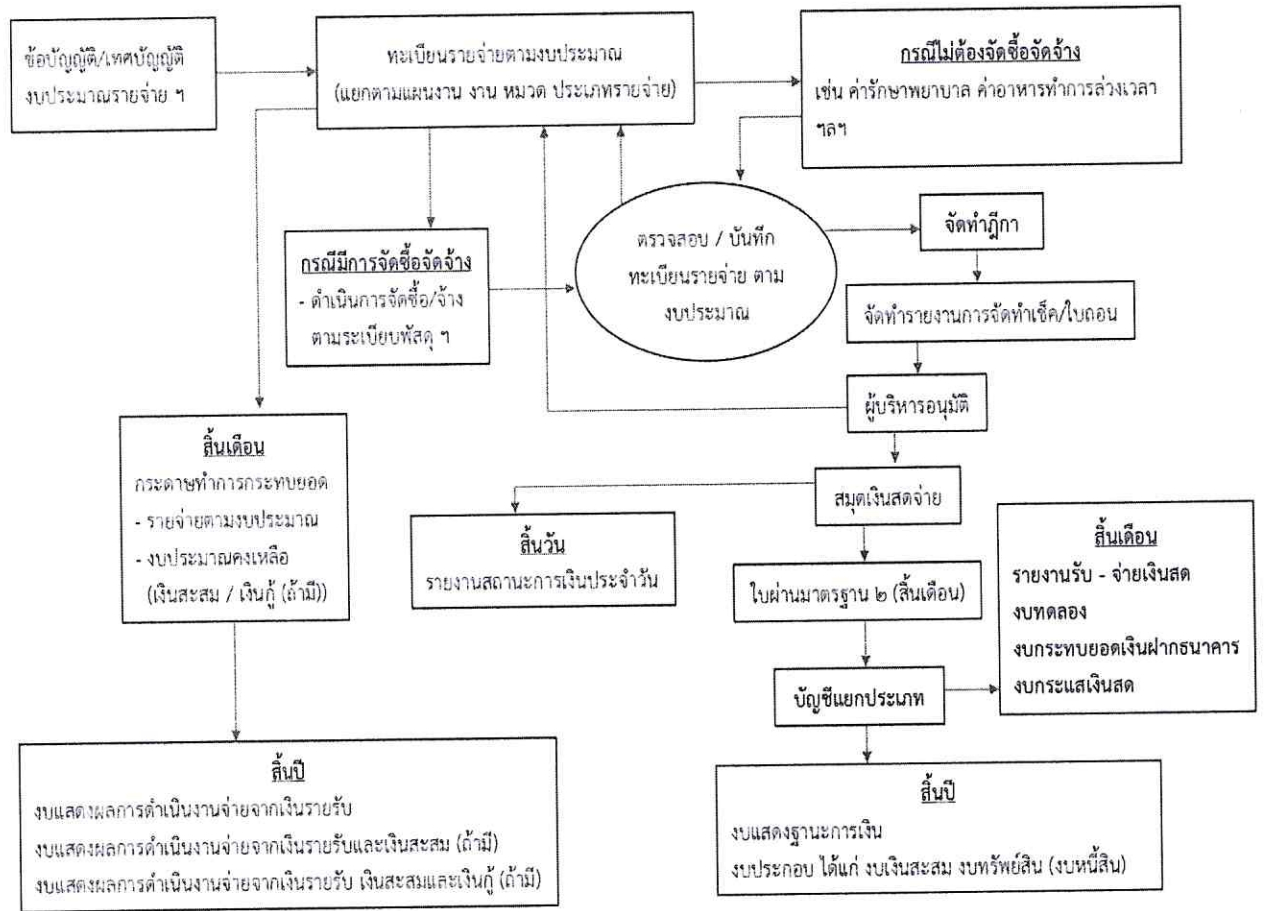 ข้อบัญญัติ/เทศบัญญัติ
งบประมาณรายจ่าย ฯ
ทะเบียนรายจ่ายตามงบประมาณ
(แยกตามแผนงาน งาน หมวด ประเภทรายจ่าย)
กรณีไม่ต้องจัดซื้อจัดจ้าง
เช่น ค่ารักษาพยาบาล ค่าอาหารทำการล่วงเวลา
ฯลฯ
กรณีมีการจัดซื้อจัดจ้าง
- ดำเนินการจัดซื้อ/จ้าง
ตามระเบียบพัสดุ ฯ
ตรวจสอบ / บันทึก
ทะเบียนรายจ่าย ตาม
งบประมาณ
จัดทำฎีกา
จัดทำรายงานการจัดทำเช็ค/ใบถอน
ผู้บริหารอนุมัติ
สิ้นเดือน
กระดาษทำการกระทบยอด
- รายจ่ายตามงบประมาณ
- งบประมาณคงเหลือ
(เงินสะสม / เงินกู้ (ถ้ามี))
สมุดเงินสดจ่าย
สิ้นวัน
รายงานสถานะการเงินประจำวัน
ใบผ่านมาตรฐาน ๒ (สิ้นเดือน)
บัญชีแยกประเภท
สิ้นเดือน
รายงานรับ - จ่ายเงินสด
งบทดลอง
งบกระทบยอดเงินฝากธนาคาร
งบกระแสเงินสด
สิ้นปี
งบแสดงผลการดำเนินงานจ่ายจากเงินรายรับ
งบแสดงผลการดำเนินงานจ่ายจากเงินรายรับและเงินสะสม (ถ้ามี)
งบแสดงผลการดำเนินงานจ่ายจากเงินรายรับ เงินสะสมและเงินกู้ (ถ้ามี)
สิ้นปี
งบแสดงฐานะการเงิน
งบประกอบ ได้แก่ งบเงินสะสม งบทรัพย์สิน (งบหนี้สิน)